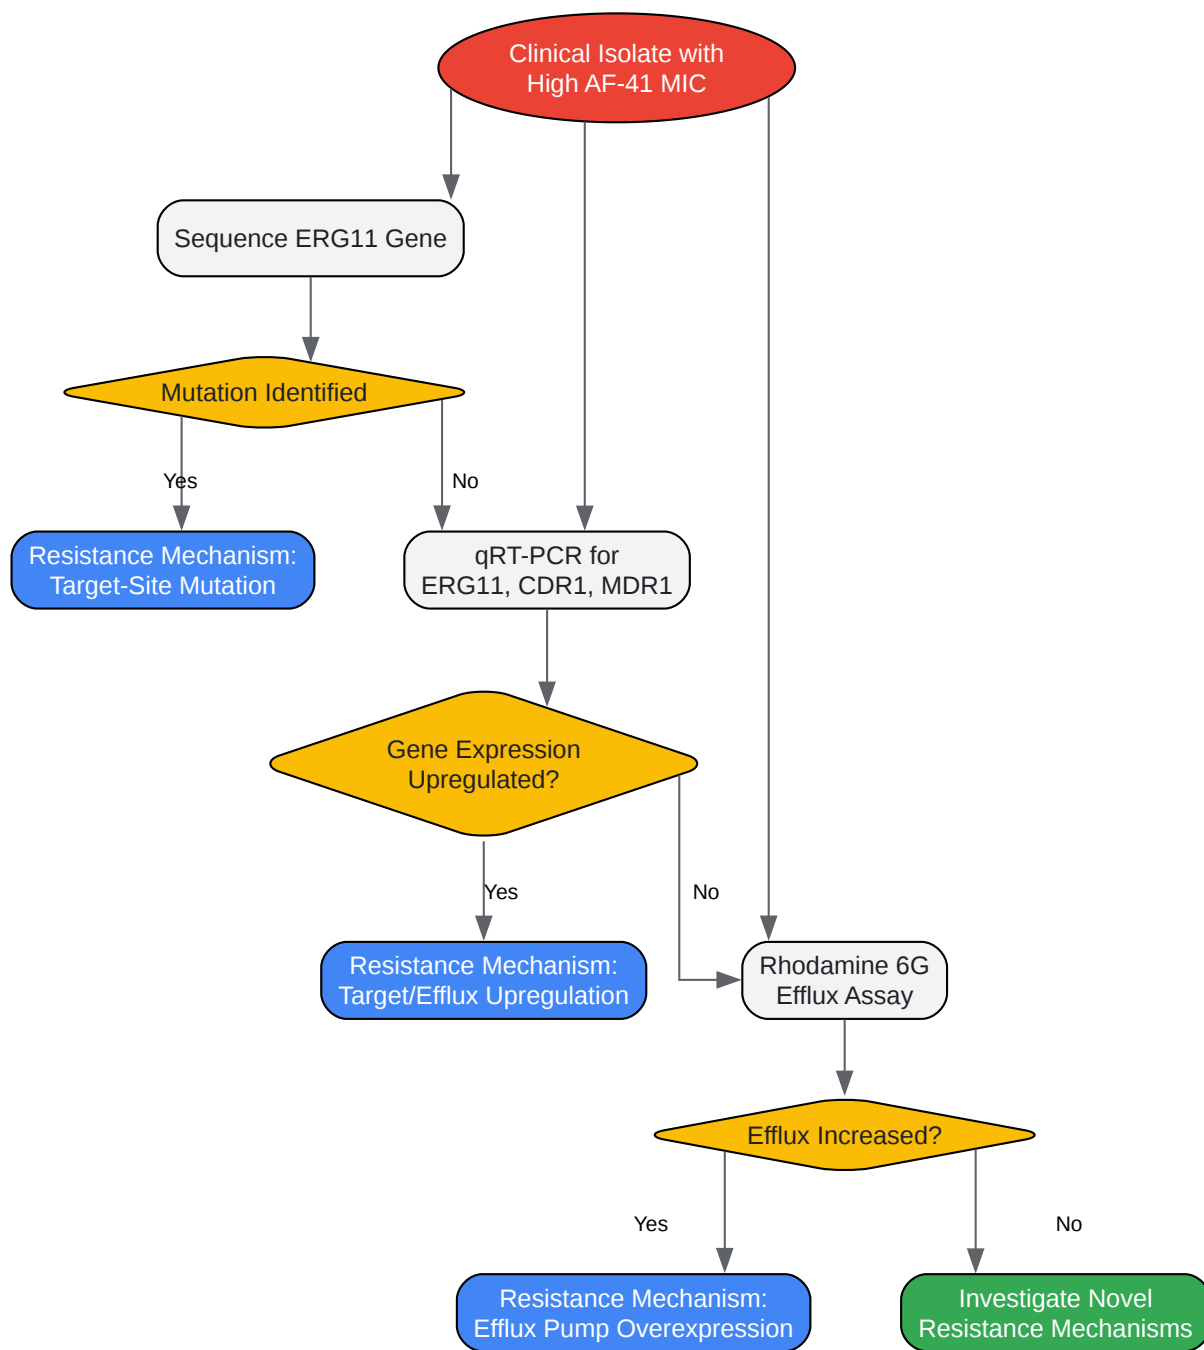 Clinical Isolate with
High AF-41 MIC
Sequence ERG11 Gene
Mutation Identified
Yes
No
Resistance Mechanism:
Target-Site Mutation
qRT-PCR for
ERG11, CDR1, MDR1
Gene Expression
Upregulated?
Yes
No
Resistance Mechanism:
Target/Efflux Upregulation
Rhodamine 6G
Efflux Assay
Efflux Increased?
Yes
No
Resistance Mechanism:
Efflux Pump Overexpression
Investigate Novel
Resistance Mechanisms